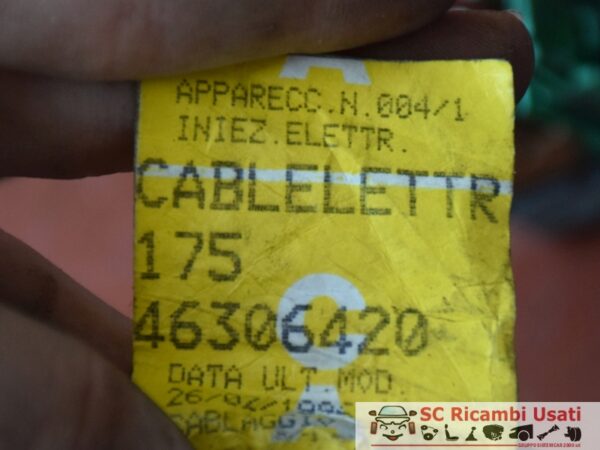 A
APPARECC.N.004/1
INIEZ.ELETTR.
CABLELETTR
175
C
46306420
DATA ULT.MOD.
A
SC Ricambi Usati